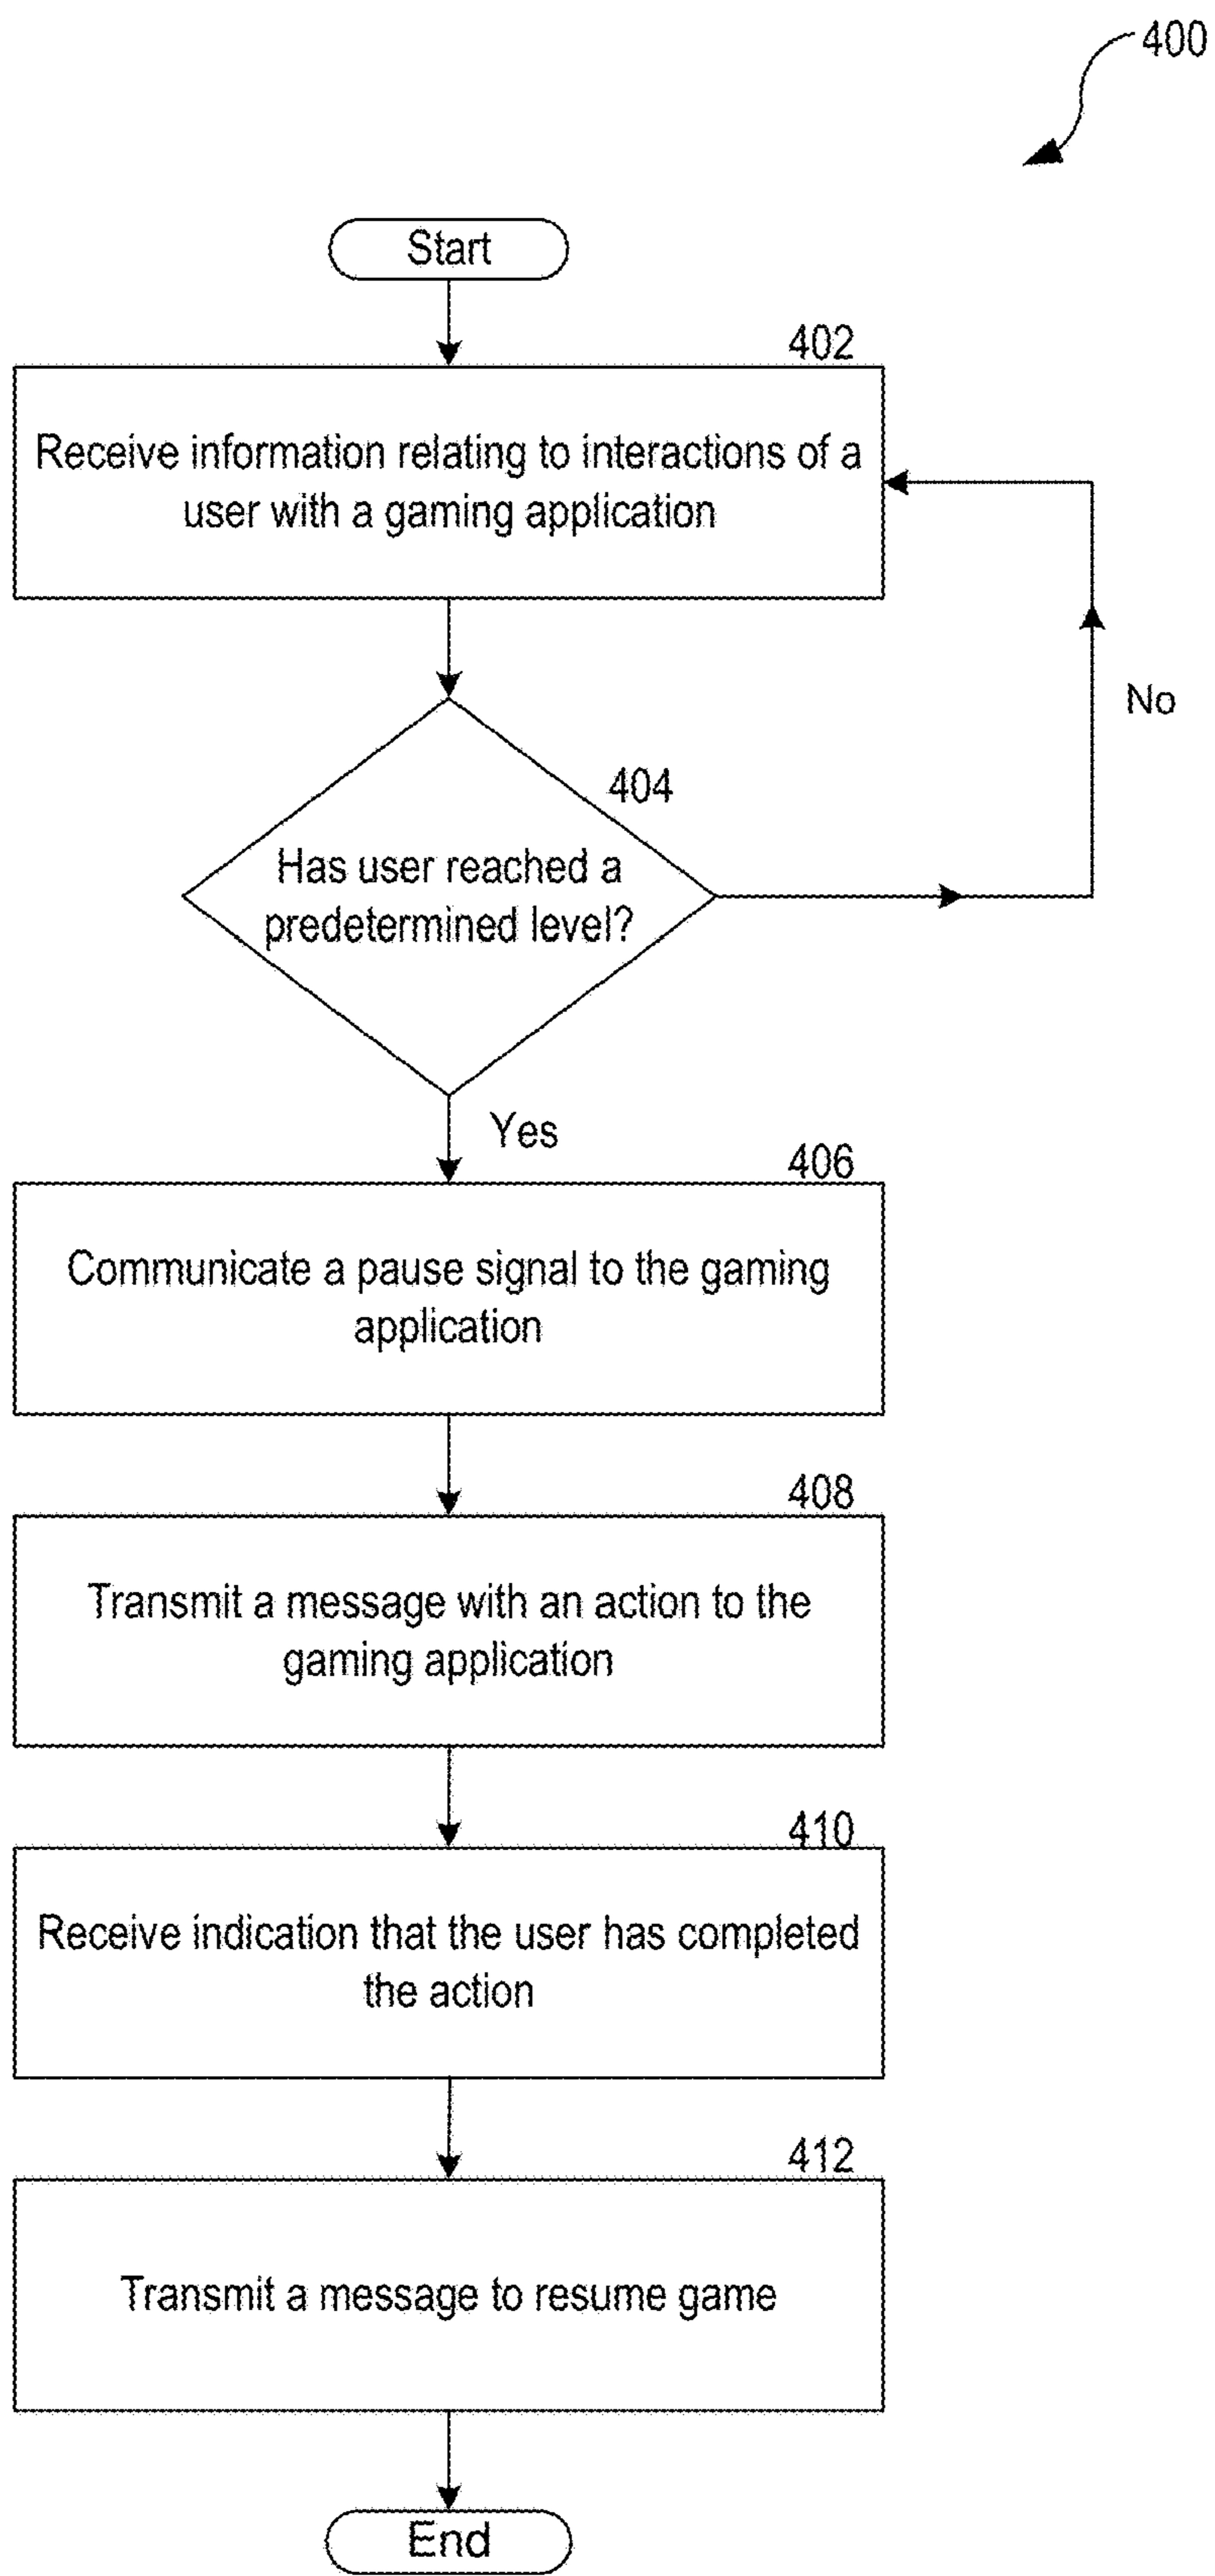 400
Start
402
Receive information relating to interactions of a
user with a gaming application
No
404
Has user reached a
predetermined level?
Yes
406
Communicate a pause signal to the gaming
application
408
Transmit a message with an action to the
gaming application
410
Receive indication that the user has completed
the action
412
Transmit a message to resume game
End